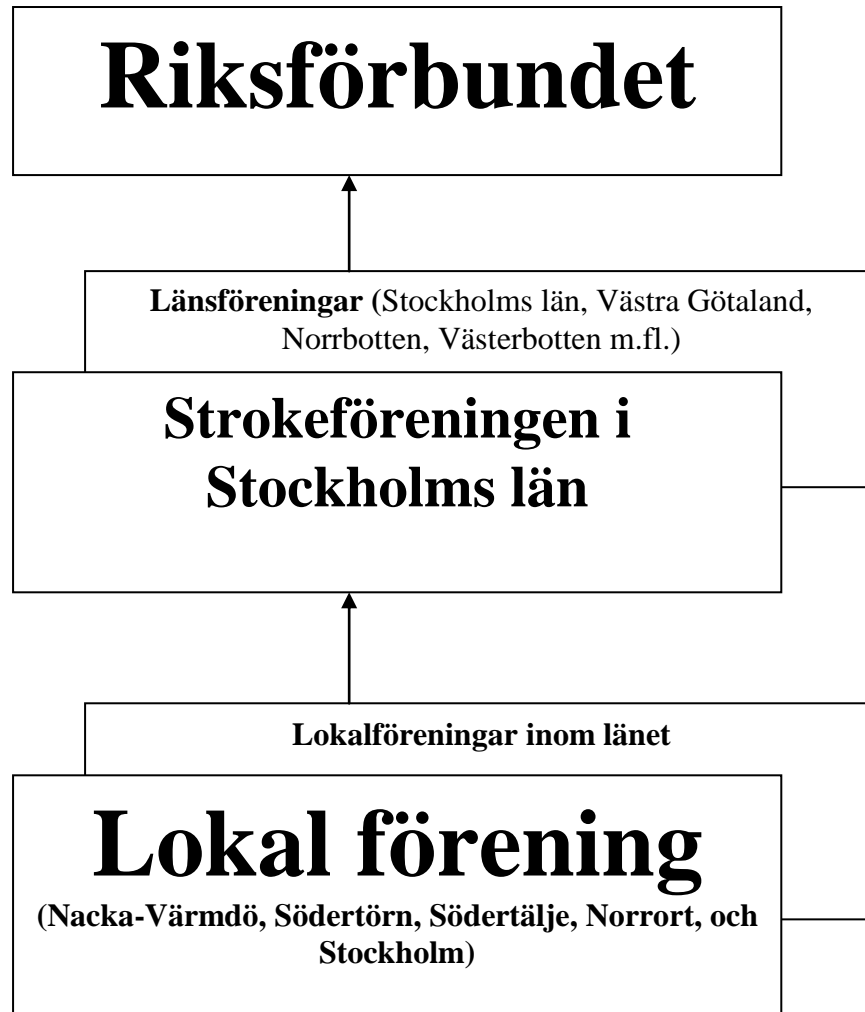 Riksförbundet
Länsföreningar (Stockholms län, Västra Götaland,
Norrbotten, Västerbotten m.fl.)
Strokeföreningen i
Stockholms län
Lokalföreningar inom länet
Lokal förening
(Nacka-Värmdö, Södertörn, Södertälje, Norrort, och
Stockholm)